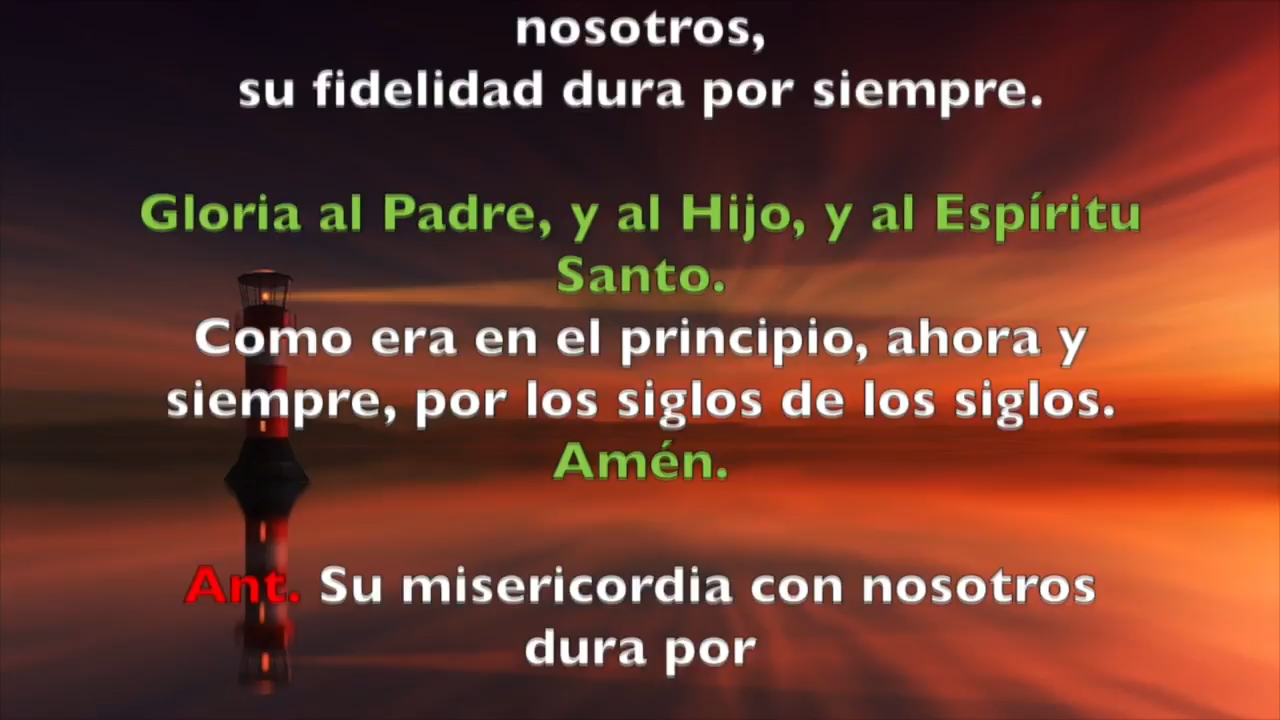 nosotros,
su fidelidad dura por siempre.
Gloria al Padre, y al Hijo, y al Espíritu
Santo.
Como era en el principio, ahora y
siempre, por los siglos de los siglos.
Amén.
Ant. Su misericordia con nosotros
dura por